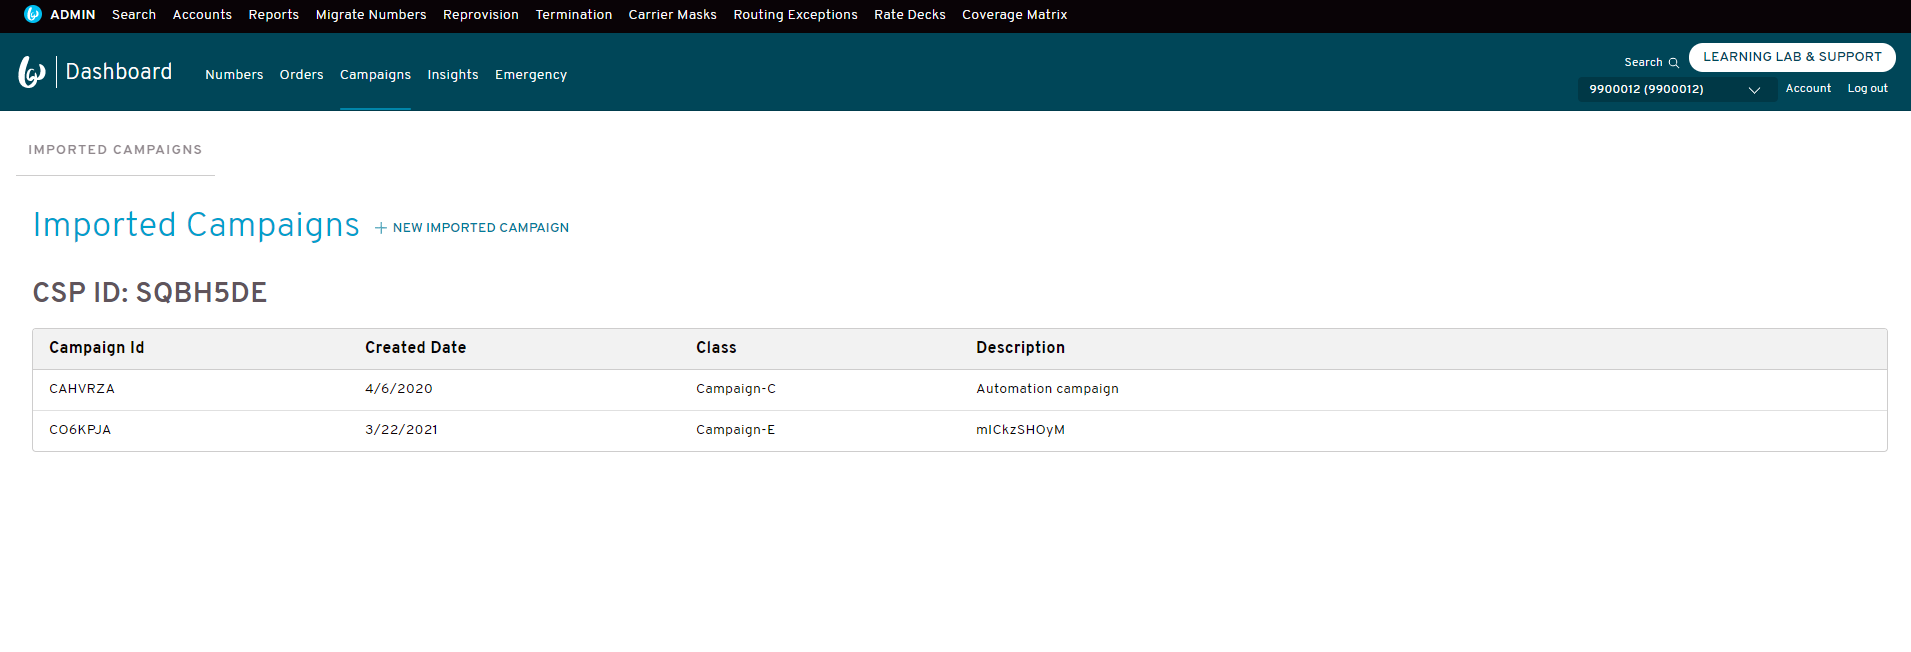 ADMIN Search Accounts Reports Migrate Numbers Reprovision Termination Carrier Masks Routing Exceptions Rate Decks Coverage Matrix
Dashboard Numbers Orders Campaigns Insights Emergency
Search LEARNING LAB & SUPPORT
9900012 (9900012) Account Log out
IMPORTED CAMPAIGNS
Imported Campaigns + NEW IMPORTED CAMPAIGN
CSP ID: SQBH5DE
Campaign Id Created Date Class Description
CAHVRZA 4/6/2020 Campaign-C Automation campaign
CO6KPJA 3/22/2021 Campaign-E mICkzSHOyM